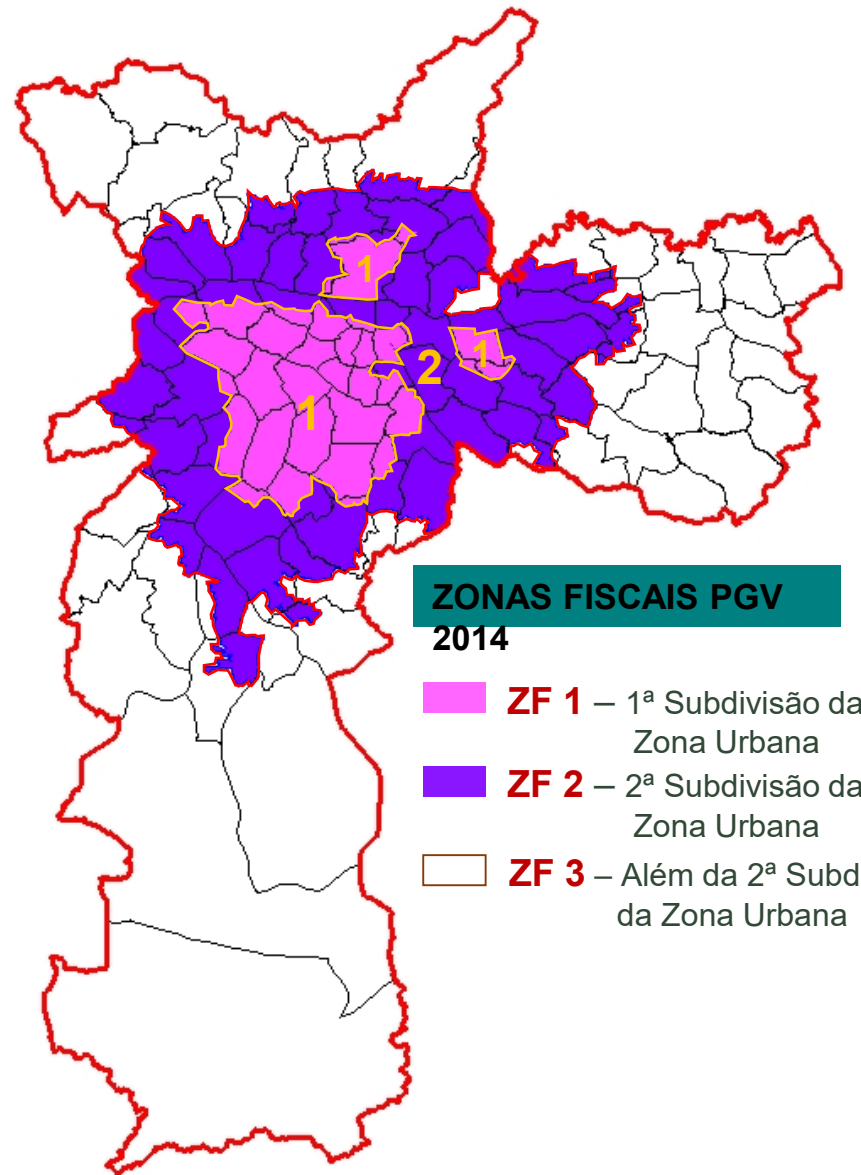 1
1
2
1
ZONAS FISCAIS PGV
2014
ZF 1 – 1ª Subdivisão da
Zona Urbana
ZF 2 – 2ª Subdivisão da
Zona Urbana
ZF 3 – Além da 2ª Subd
da Zona Urbana